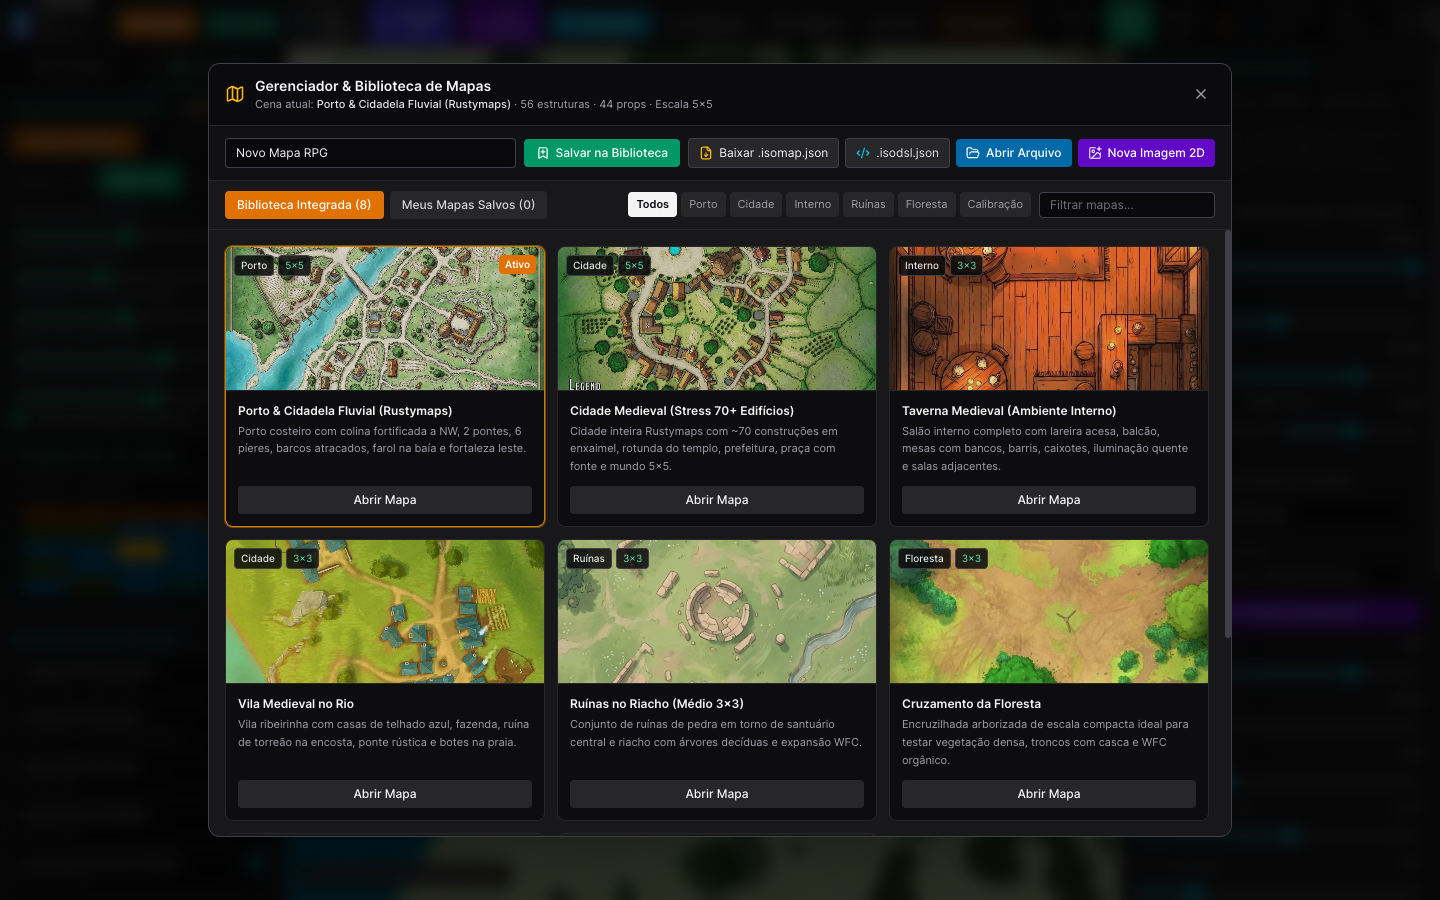 Gerenciador & Biblioteca de Mapas
Cena atual: Porto & Cidadela Fluvial (Rustymaps) · 56 estruturas · 44 props · Escala 5×5
Novo Mapa RPG
Salvar na Biblioteca
Baixar .isomap.json
.isodsl.json
Abrir Arquivo
Nova Imagem 2D
Biblioteca Integrada (8)
Meus Mapas Salvos (0)
Todos
Porto
Cidade
Interno
Ruínas
Floresta
Calibração
Filtrar mapas...
Porto
5×5
Ativo
Porto & Cidadela Fluvial (Rustymaps)
Porto costeiro com colina fortificada a NW, 2 pontes, 6
píeres, barcos atracados, farol na baía e fortaleza leste.
Abrir Mapa
Cidade
5×5
LEGEND
Cidade Medieval (Stress 70+ Edifícios)
Cidade inteira Rustymaps com ~70 construções em
enxaimel, rotunda do templo, prefeitura, praça com
fonte e mundo 5×5.
Abrir Mapa
Interno
3×3
Taverna Medieval (Ambiente Interno)
Salão interno completo com lareira acesa, balcão,
mesas com bancos, barris, caixotes, iluminação quente
e salas adjacentes.
Abrir Mapa
Cidade
3×3
Vila Medieval no Rio
Vila ribeirinha com casas de telhado azul, fazenda, ruína
de torreão na encosta, ponte rústica e botes na praia.
Abrir Mapa
Ruínas
3×3
Ruínas no Riacho (Médio 3×3)
Conjunto de ruínas de pedra em torno de santuário
central e riacho com árvores decíduas e expansão WFC.
Abrir Mapa
Floresta
3×3
Cruzamento da Floresta
Encruzilhada arborizada de escala compacta ideal para
testar vegetação densa, troncos com casca e WFC
orgânico.
Abrir Mapa